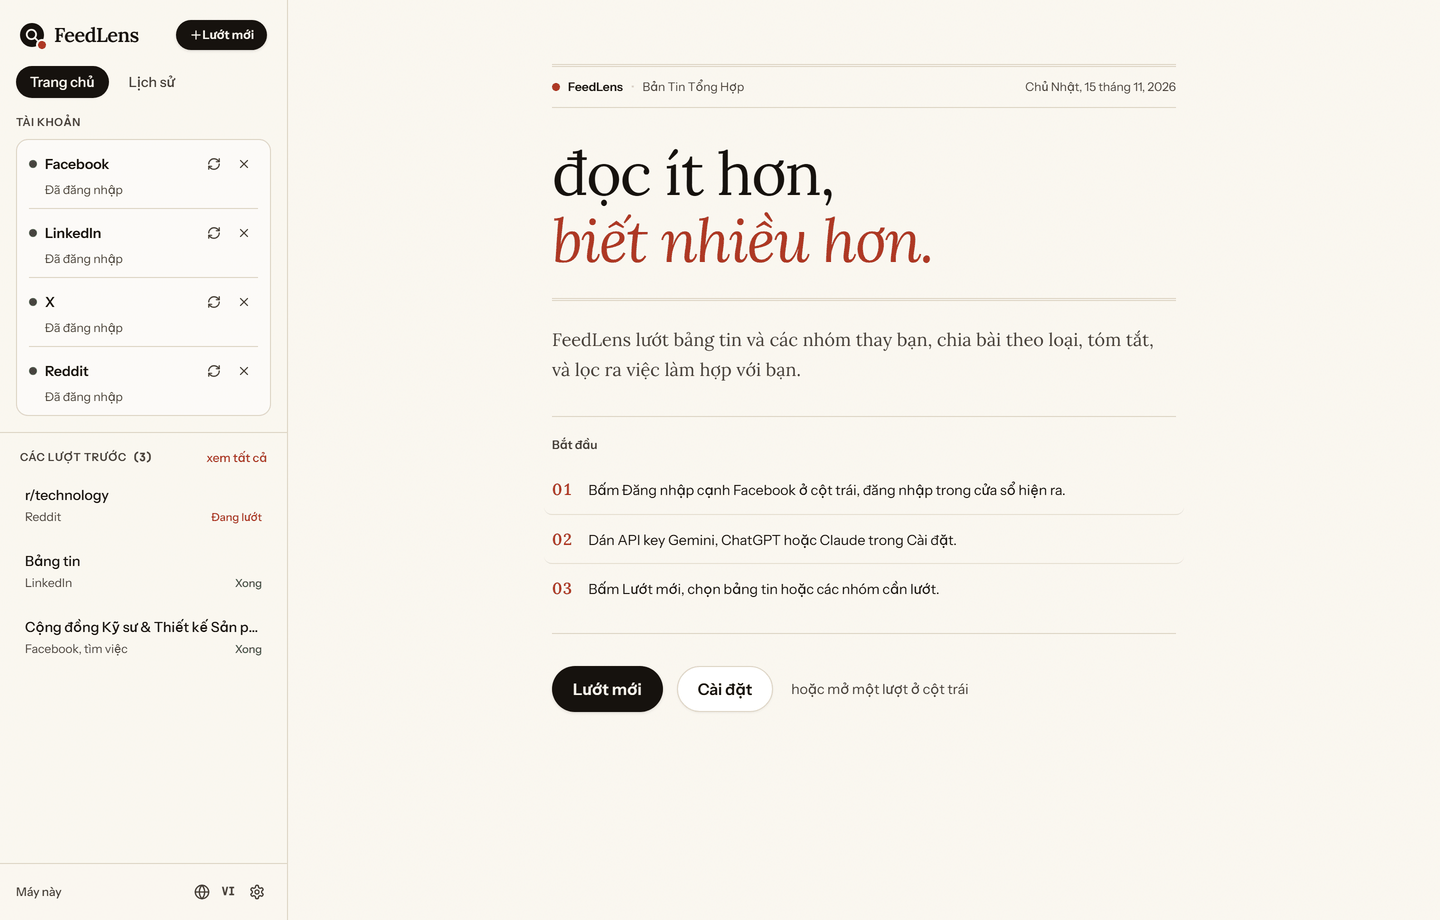 FeedLens
+Lướt mới
Trang chủ
Lịch sử
TÀI KHOẢN
Facebook
Đã đăng nhập
LinkedIn
Đã đăng nhập
X
Đã đăng nhập
Reddit
Đã đăng nhập
CÁC LƯỢT TRƯỚC (3)
xem tất cả
r/technology
Reddit
Đang lướt
Bảng tin
LinkedIn
Xong
Cộng đồng Kỹ sư & Thiết kế Sản p...
Facebook, tìm việc
Xong
Máy này
VI
FeedLens · Bản Tin Tổng Hợp
Chủ Nhật, 15 tháng 11, 2026
đọc ít hơn,
biết nhiều hơn.
FeedLens lướt bảng tin và các nhóm thay bạn, chia bài theo loại, tóm tắt,
và lọc ra việc làm hợp với bạn.
Bắt đầu
01 Bấm Đăng nhập cạnh Facebook ở cột trái, đăng nhập trong cửa sổ hiện ra.
02 Dán API key Gemini, ChatGPT hoặc Claude trong Cài đặt.
03 Bấm Lướt mới, chọn bảng tin hoặc các nhóm cần lướt.
Lướt mới
Cài đặt
hoặc mở một lượt ở cột trái